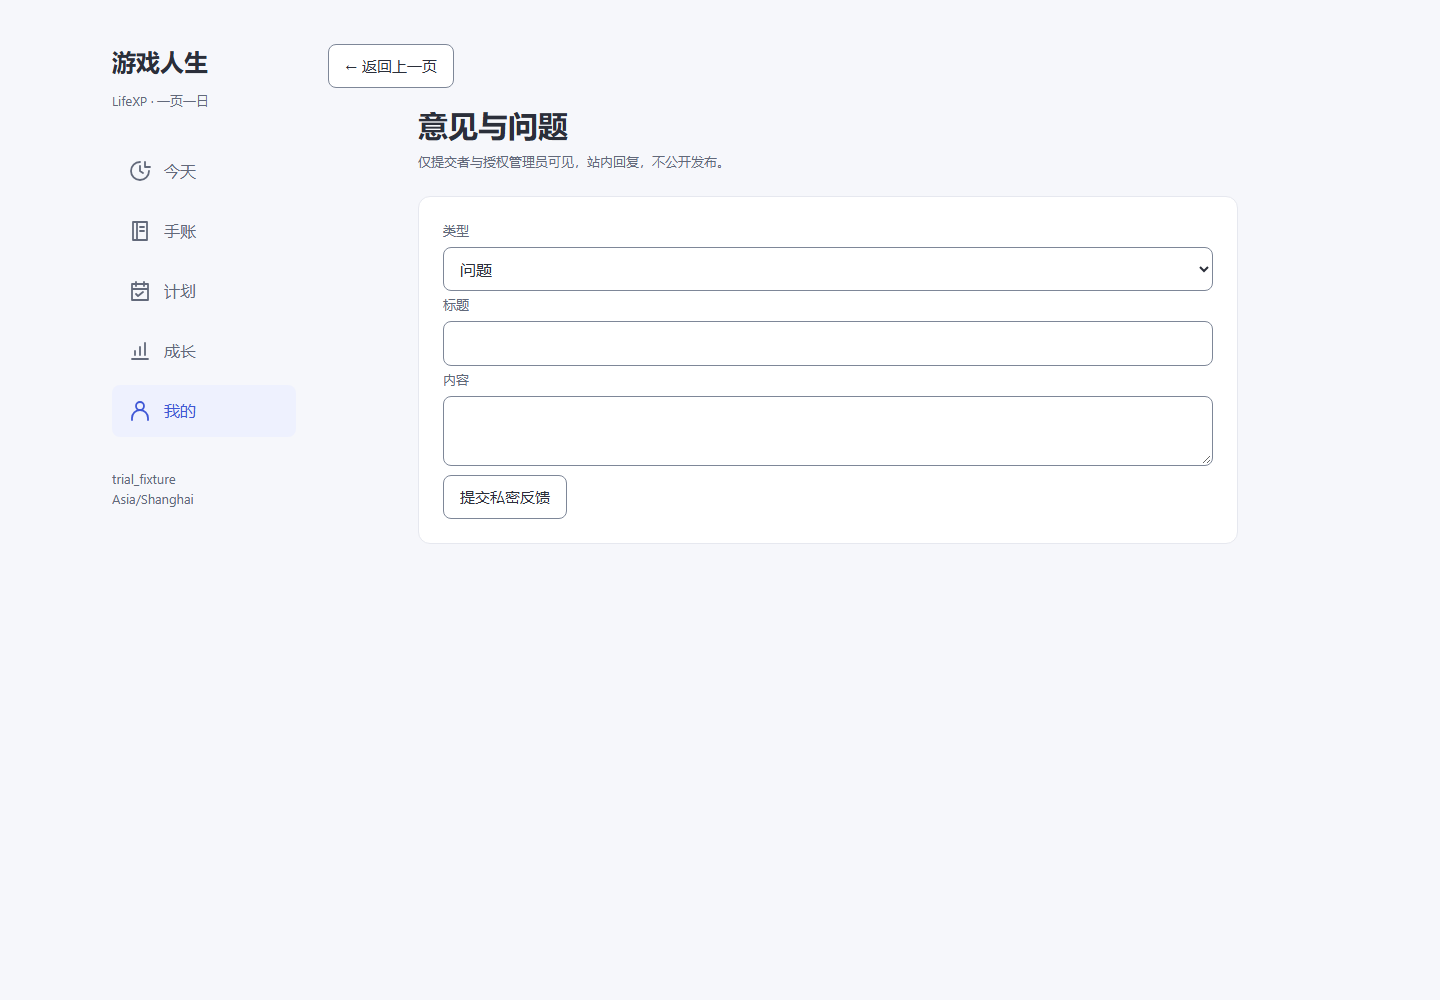 游戏人生
LifeXP · 一页一日
今天
手账
计划
成长
我的
trial_fixture
Asia/Shanghai
← 返回上一页
意见与问题
仅提交者与授权管理员可见，站内回复，不公开发布。
类型
问题
标题
内容
提交私密反馈